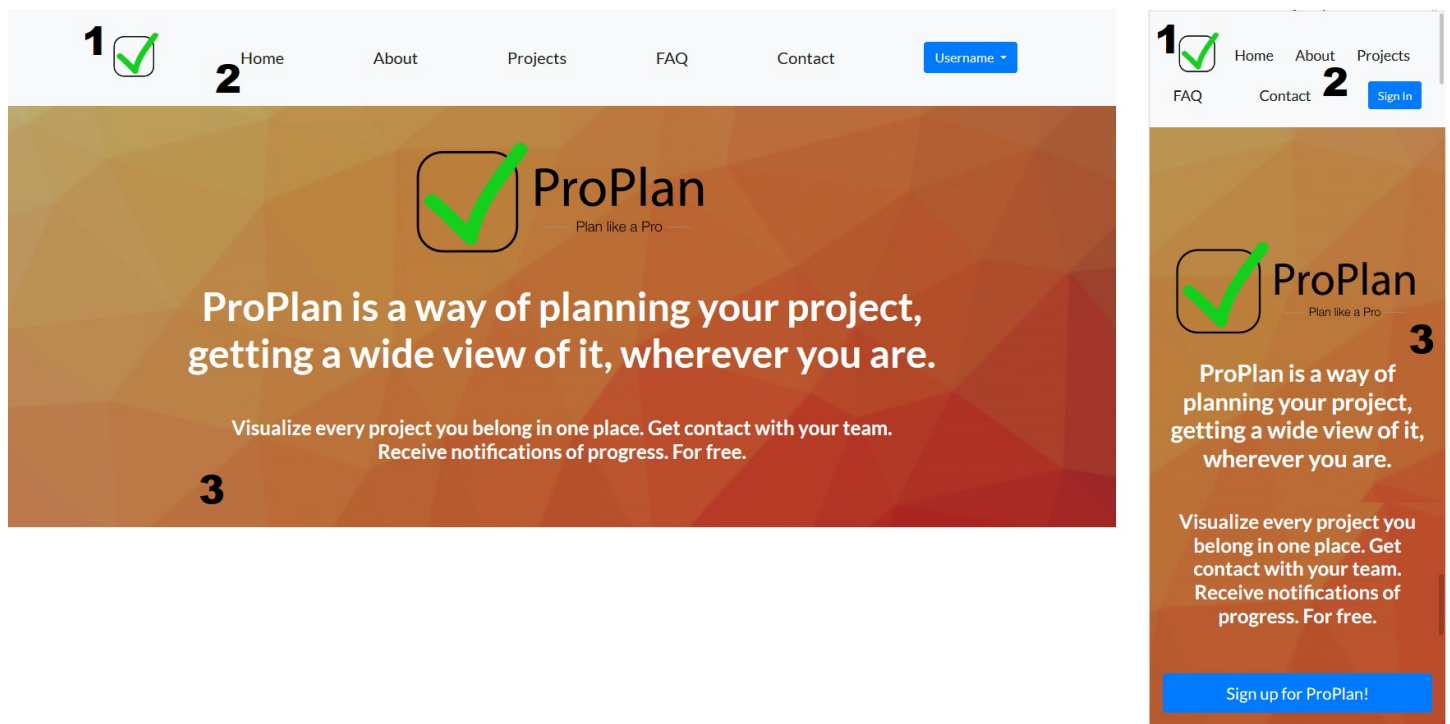 1
2
Home About Projects FAQ Contact Username
ProPlan
Plan like a Pro
ProPlan is a way of planning your project,
getting a wide view of it, wherever you are.
Visualize every project you belong in one place. Get contact with your team.
Receive notifications of progress. For free.
3
1
Home About Projects
2
FAQ Contact Sign In
ProPlan
Plan like a Pro
3
ProPlan is a way of
planning your project,
getting a wide view of it,
wherever you are.
Visualize every project you
belong in one place. Get
contact with your team.
Receive notifications of
progress. For free.
Sign up for ProPlan!